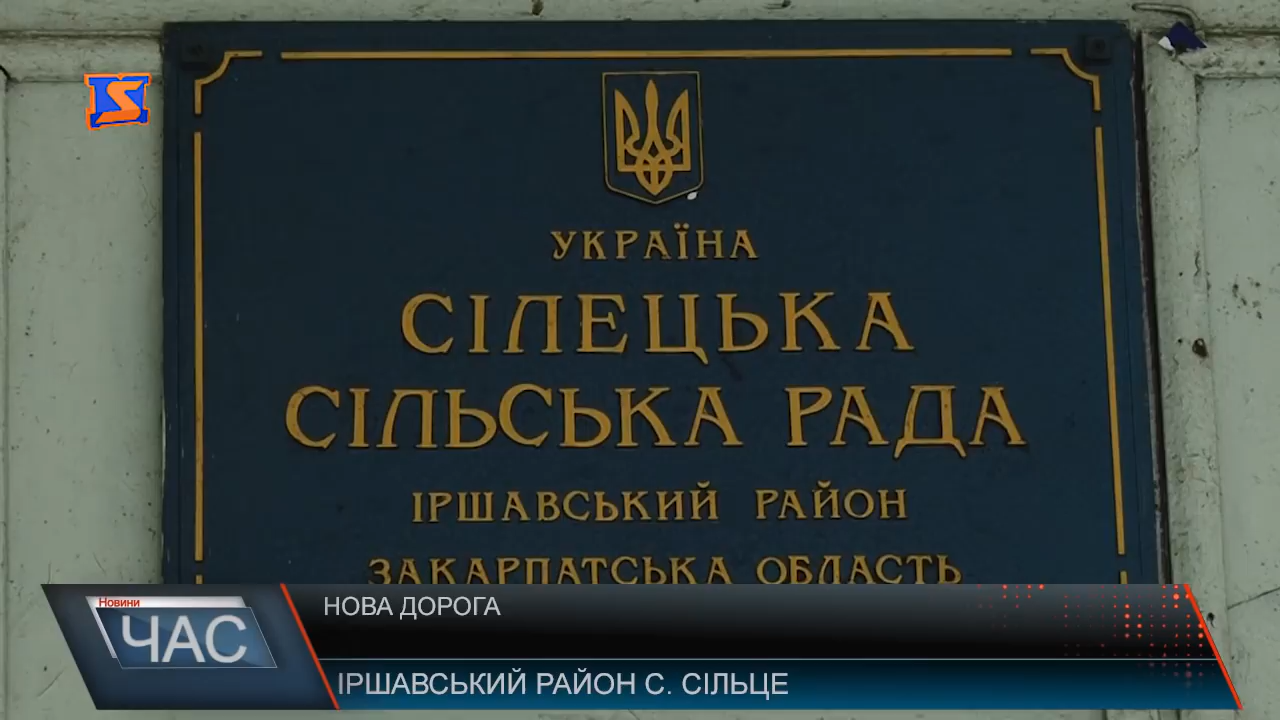 УКРАЇНА
СІЛЕЦЬКА
СІЛЬСЬКА РАДА
ІРШАВСЬКИЙ РАЙОН
ЗАКАРПАТСЬКА ОБЛАСТЬ
Новини
ЧАС
НОВА ДОРОГА
ІРШАВСЬКИЙ РАЙОН С. СІЛЬЦЕ